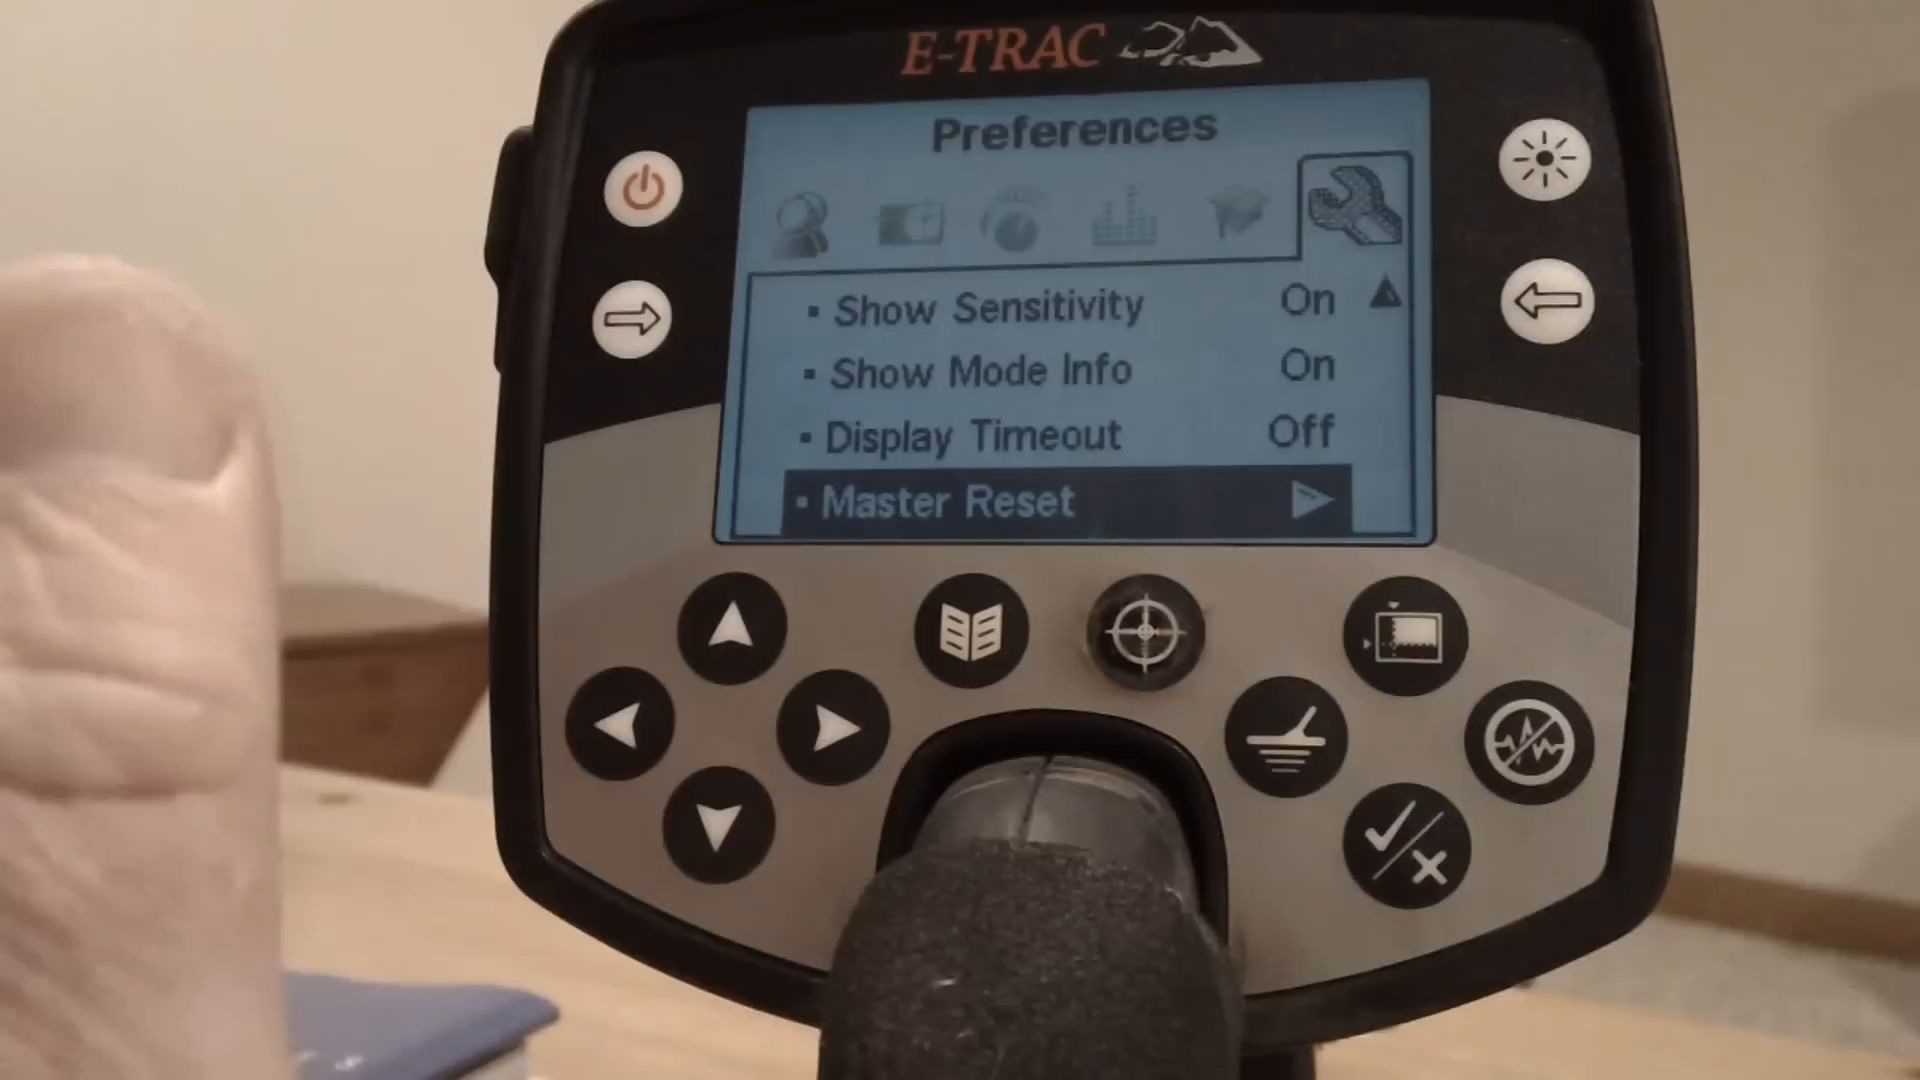 E-TRAC
Preferences
Show Sensitivity On
Show Mode Info On
Display Timeout Off
Master Reset